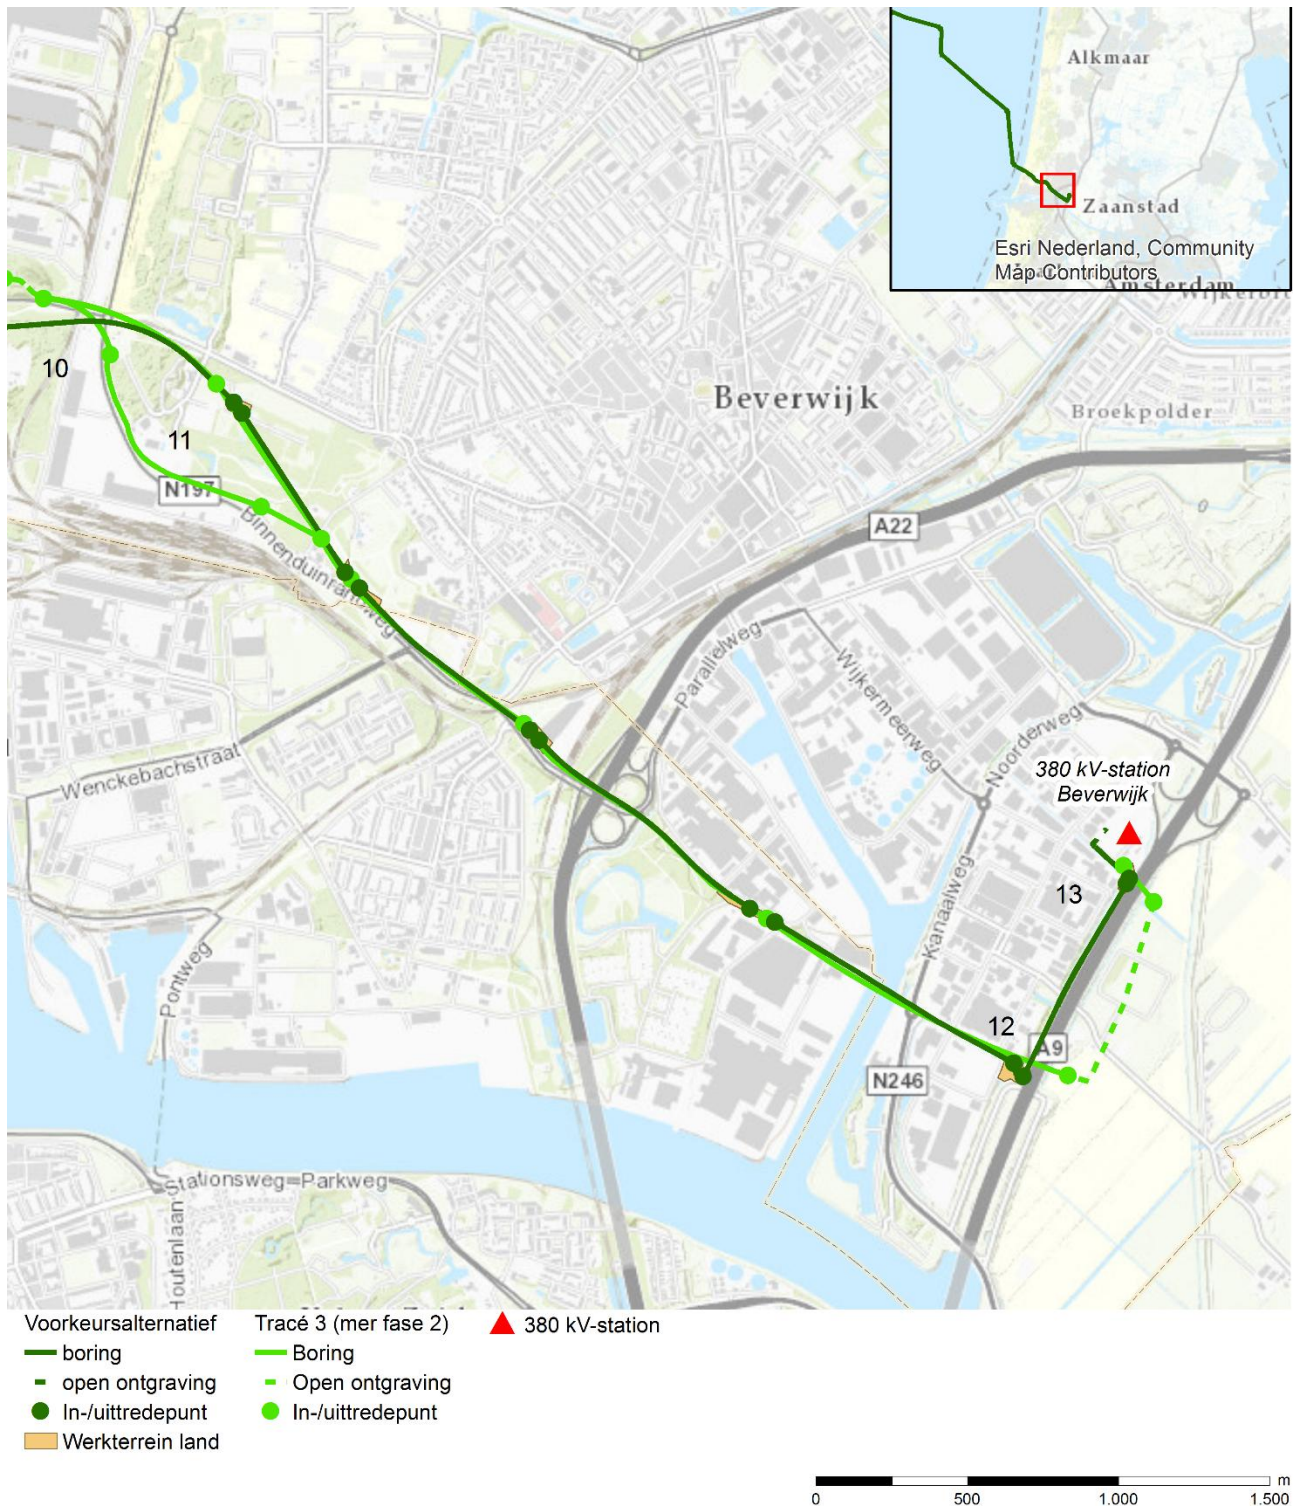 Alkmaar
Zaanstad
Esri Nederland, Community
Map Contributors
Amsterdam
10
11
Beverwijk
Broekpolder
N197
A22
Binnenduinrandweg
Parallelweg
Wijkermeerweg
Noorderweg
Wenckebachstraat
380 kV-station
Beverwijk
13
Kanaalweg
Pontweg
12
A9
N246
Stationsweg-Parkweg
Houtenlaan
Voorkeursalternatief
Tracé 3 (mer fase 2)
380 kV-station
boring
Boring
open ontgraving
Open ontgraving
In-/uittredepunt
In-/uittredepunt
Werkterrein land
m
0 500 1.000 1.500